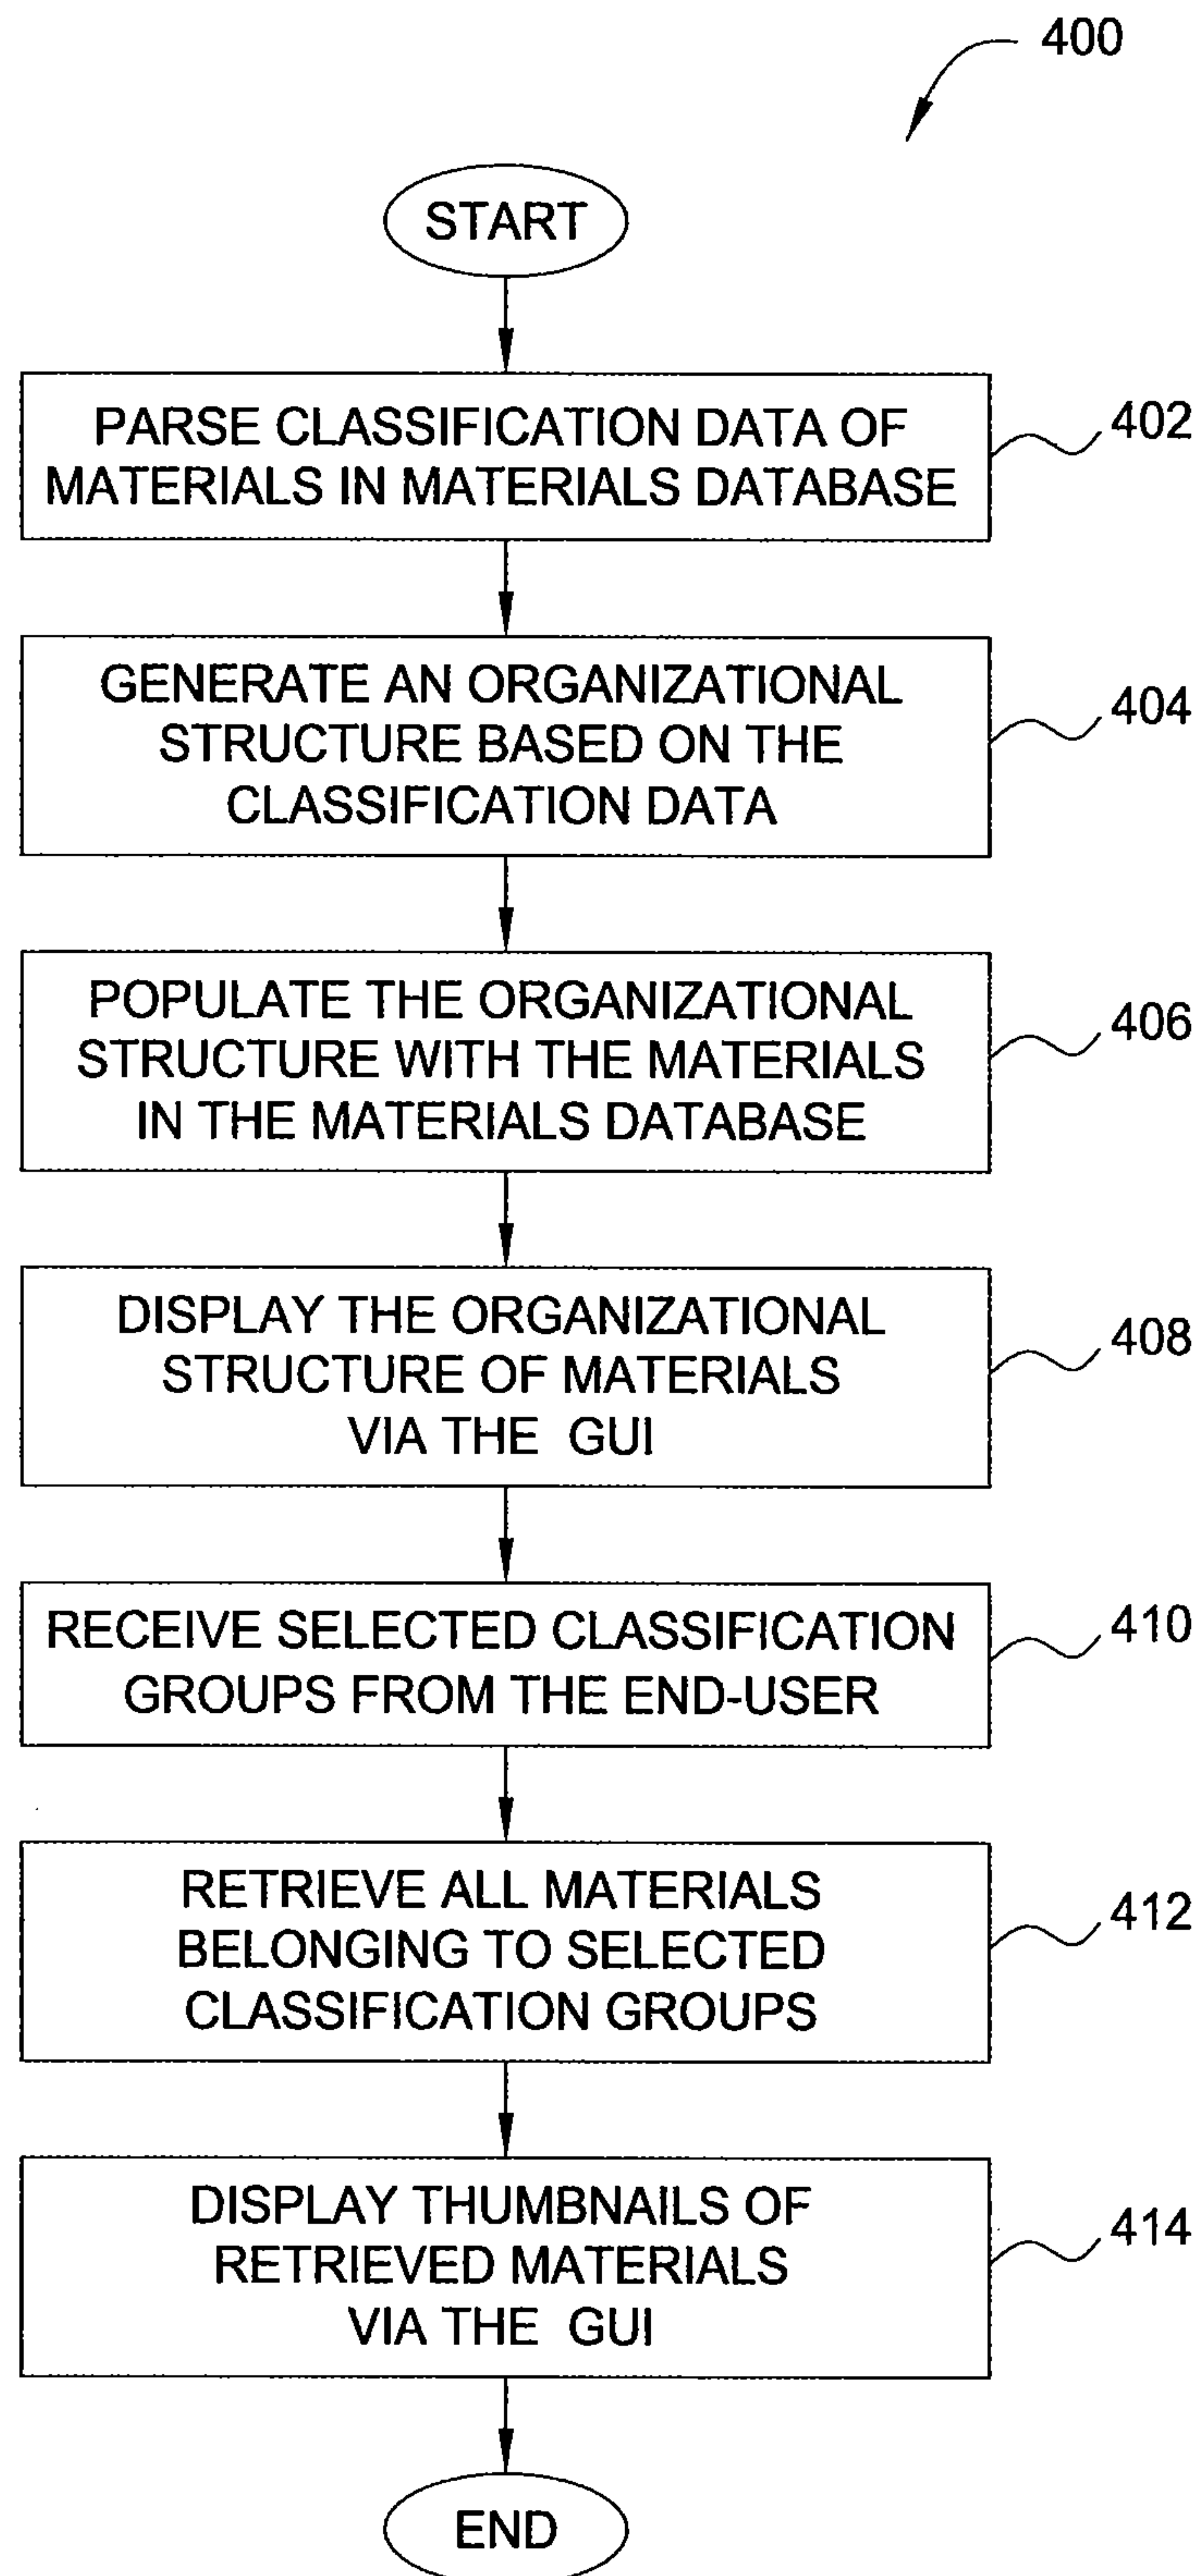 400
START
PARSE CLASSIFICATION DATA OF
MATERIALS IN MATERIALS DATABASE
402
GENERATE AN ORGANIZATIONAL
STRUCTURE BASED ON THE
CLASSIFICATION DATA
404
POPULATE THE ORGANIZATIONAL
STRUCTURE WITH THE MATERIALS
IN THE MATERIALS DATABASE
406
DISPLAY THE ORGANIZATIONAL
STRUCTURE OF MATERIALS
VIA THE GUI
408
RECEIVE SELECTED CLASSIFICATION
GROUPS FROM THE END-USER
410
RETRIEVE ALL MATERIALS
BELONGING TO SELECTED
CLASSIFICATION GROUPS
412
DISPLAY THUMBNAILS OF
RETRIEVED MATERIALS
VIA THE GUI
414
END